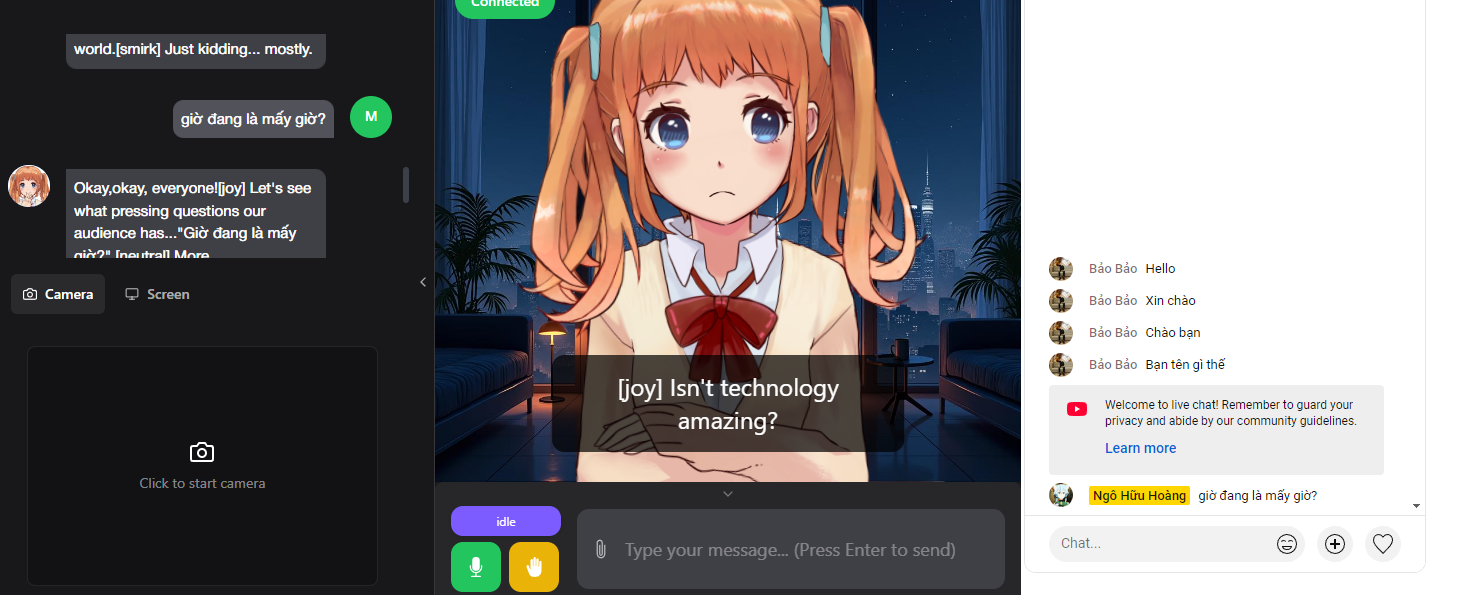 world.[smirk] Just kidding... mostly.
giờ đang là mấy giờ?
M
Okay,okay, everyone![joy] Let's see
what pressing questions our
audience has..."Giờ đang là mấy
giờ?" [neutral] More
Camera
Screen
Click to start camera
Connected
[joy] Isn't technology
amazing?
idle
Type your message... (Press Enter to send)
Bảo Bảo Hello
Bảo Bảo Xin chào
Bảo Bảo Chào bạn
Bảo Bảo Bạn tên gì thế
Welcome to live chat! Remember to guard your
privacy and abide by our community guidelines.
Learn more
Ngô Hữu Hoàng giờ đang là mấy giờ?
Chat...